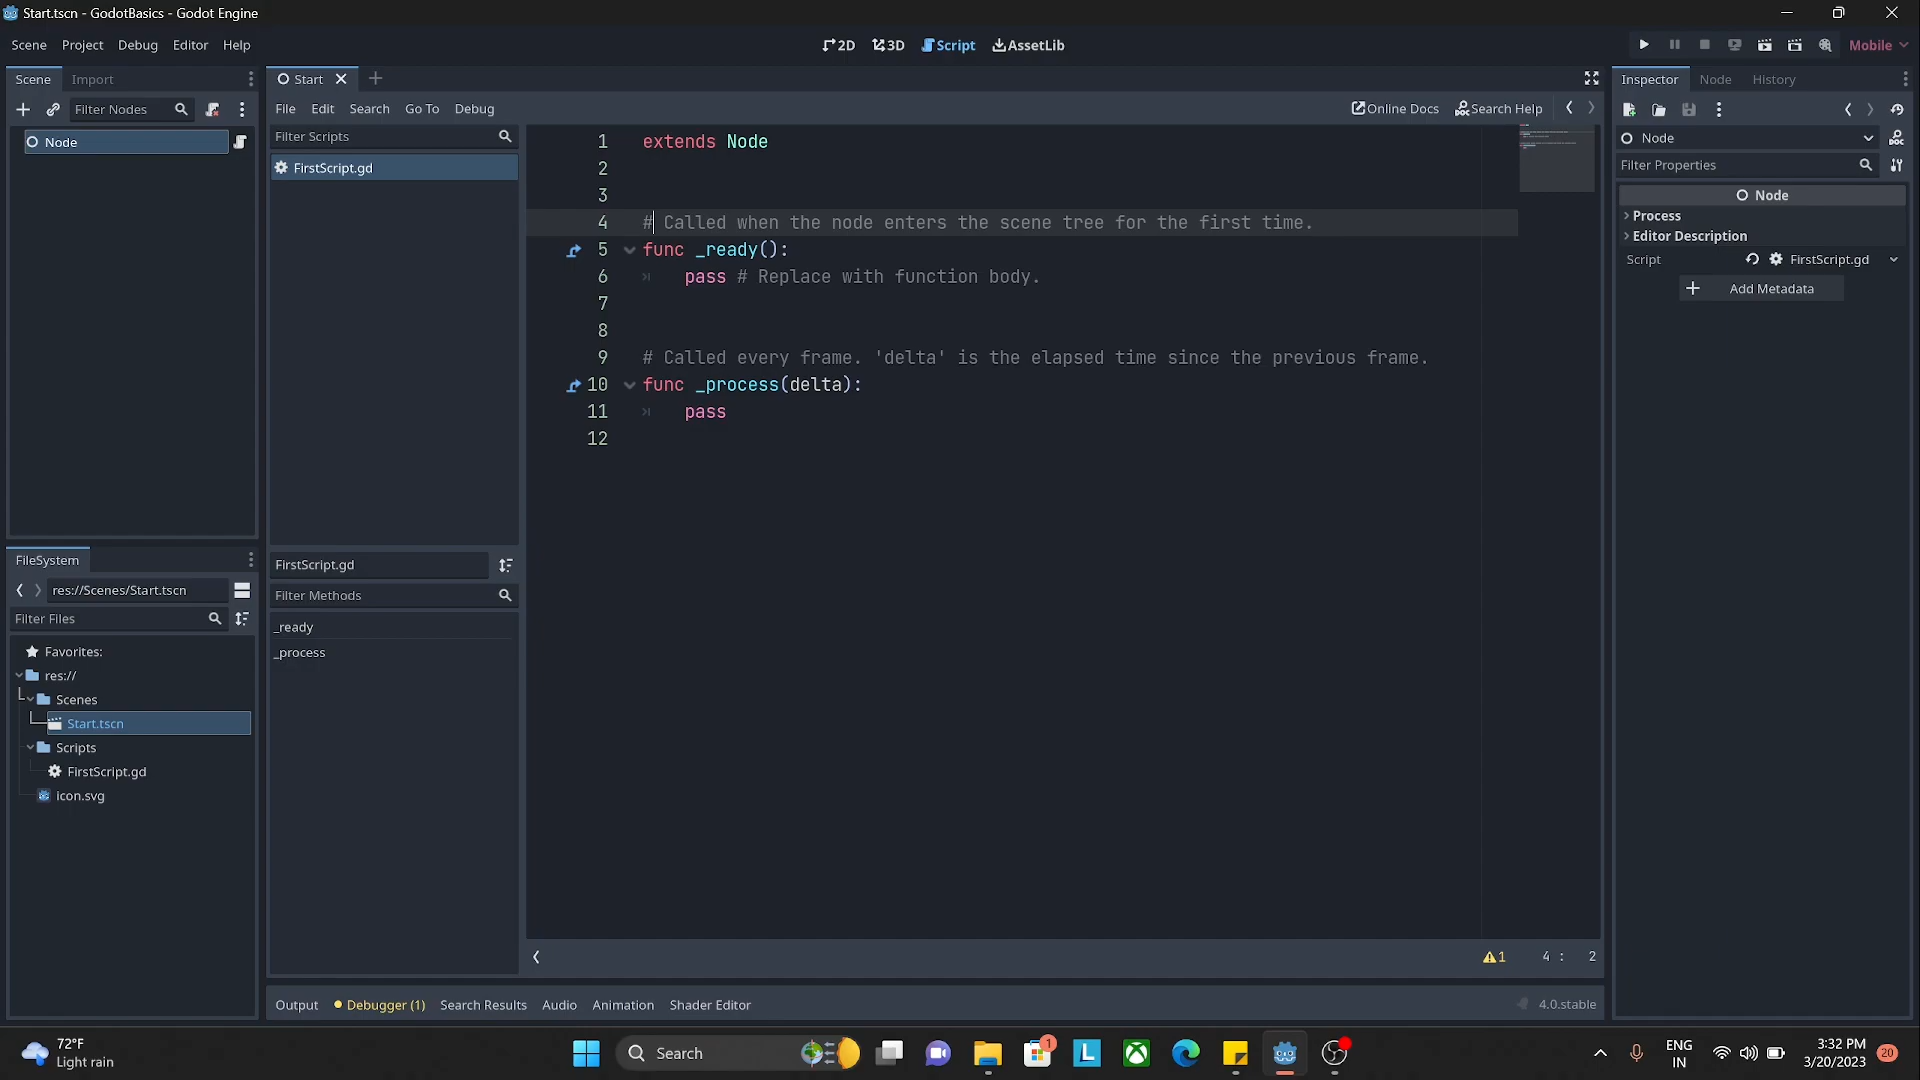 Start.tscn - GodotBasics - Godot Engine
Scene Project Debug Editor Help
2D 3D Script AssetLib
Mobile
Scene Import
Start
Inspector Node History
Filter Nodes
File Edit Search Go To Debug
Online Docs Search Help
Node
Filter Scripts
FirstScript.gd
Node
Filter Properties
Node
Process
Editor Description
Script FirstScript.gd
Add Metadata
1 extends Node
2
3
4 # Called when the node enters the scene tree for the first time.
5 func _ready():
6 pass # Replace with function body.
7
8
9 # Called every frame. 'delta' is the elapsed time since the previous frame.
10 func _process(delta):
11 pass
12
FileSystem
res://Scenes/Start.tscn
Filter Files
Favorites:
res://
Scenes
Start.tscn
Scripts
FirstScript.gd
icon.svg
FirstScript.gd
Filter Methods
_ready
_process
1 4 : 2
Output Debugger (1) Search Results Audio Animation Shader Editor
4.0.stable
72°F
Light rain
Search
1
L
ENG
IN
3:32 PM
3/20/2023
20